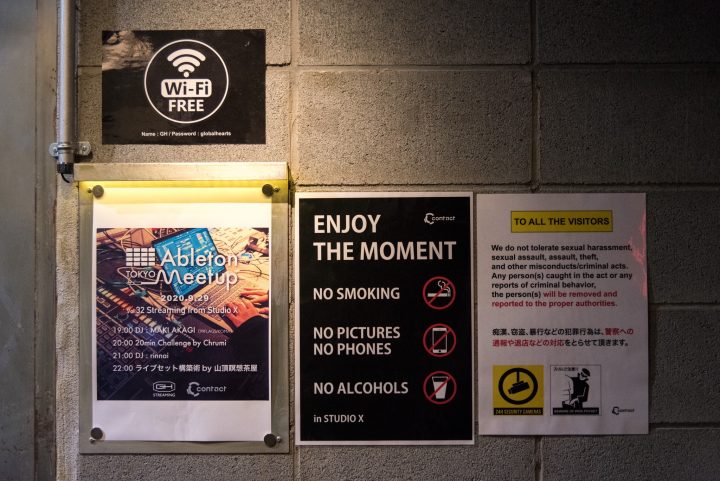 Wi-Fi
FREE
Name : GH / Password : globalhearts
Ableton
TOKYO Meetup
2020.9.29
Vol.32 Streaming from Studio X
19:00 DJ : MAKI AKAGI
20:00 20min Challenge by Chrumi
21:00 DJ : rinnoi
22:00 ライブセット構築術 by 山頂瞑想茶屋
GH
STREAMING
contact
ENJOY
THE MOMENT
contact
NO SMOKING
NO PICTURES
NO PHONES
NO ALCOHOLS
in STUDIO X
TO ALL THE VISITORS
We do not tolerate sexual harassment,
sexual assault, assault, theft,
and other misconducts/criminal acts.
Any person(s) caught in the act or any
reports of criminal behavior,
the person(s) will be removed and
reported to the proper authorities.
痴漢、窃盗、暴行などの犯罪行為は、警察への
通報や退店などの対応をとらせて頂きます。
24H SECURITY CAMERAS
contact